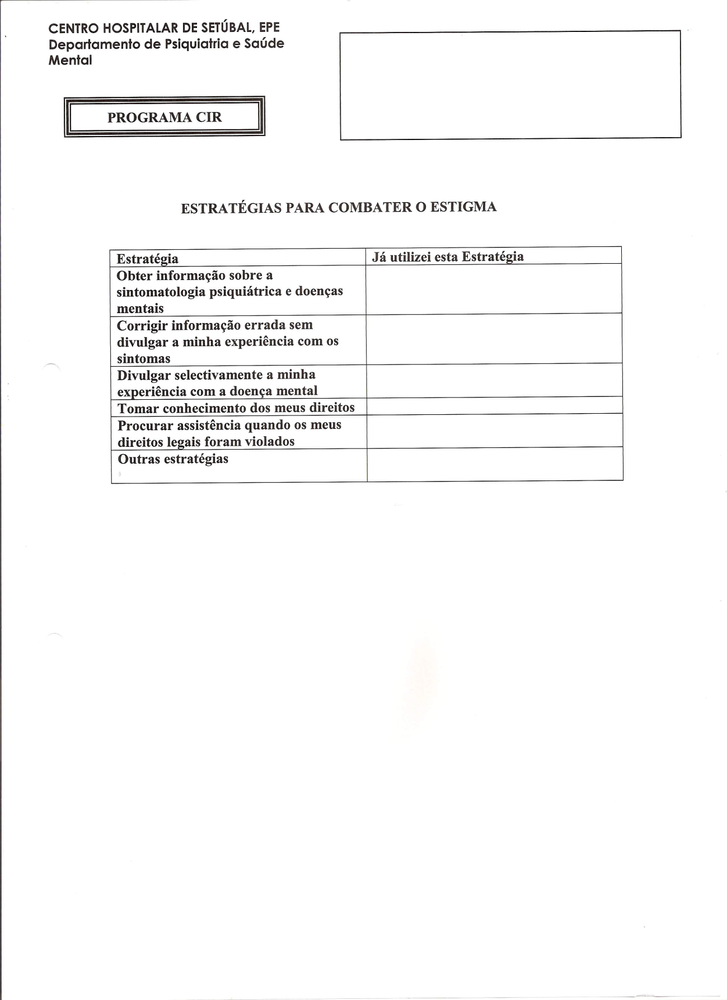 CENTRO HOSPITALAR DE SETÚBAL, EPE
Departamento de Psiquiatria e Saúde
Mental
PROGRAMA CIR
ESTRATÉGIAS PARA COMBATER O ESTIGMA
Estratégia
Já utilizei esta Estratégia
Obter informação sobre a
sintomatologia psiquiátrica e doenças
mentais
Corrigir informação errada sem
divulgar a minha experiência com os
sintomas
Divulgar selectivamente a minha
experiência com a doença mental
Tomar conhecimento dos meus direitos
Procurar assistência quando os meus
direitos legais foram violados
Outras estratégias